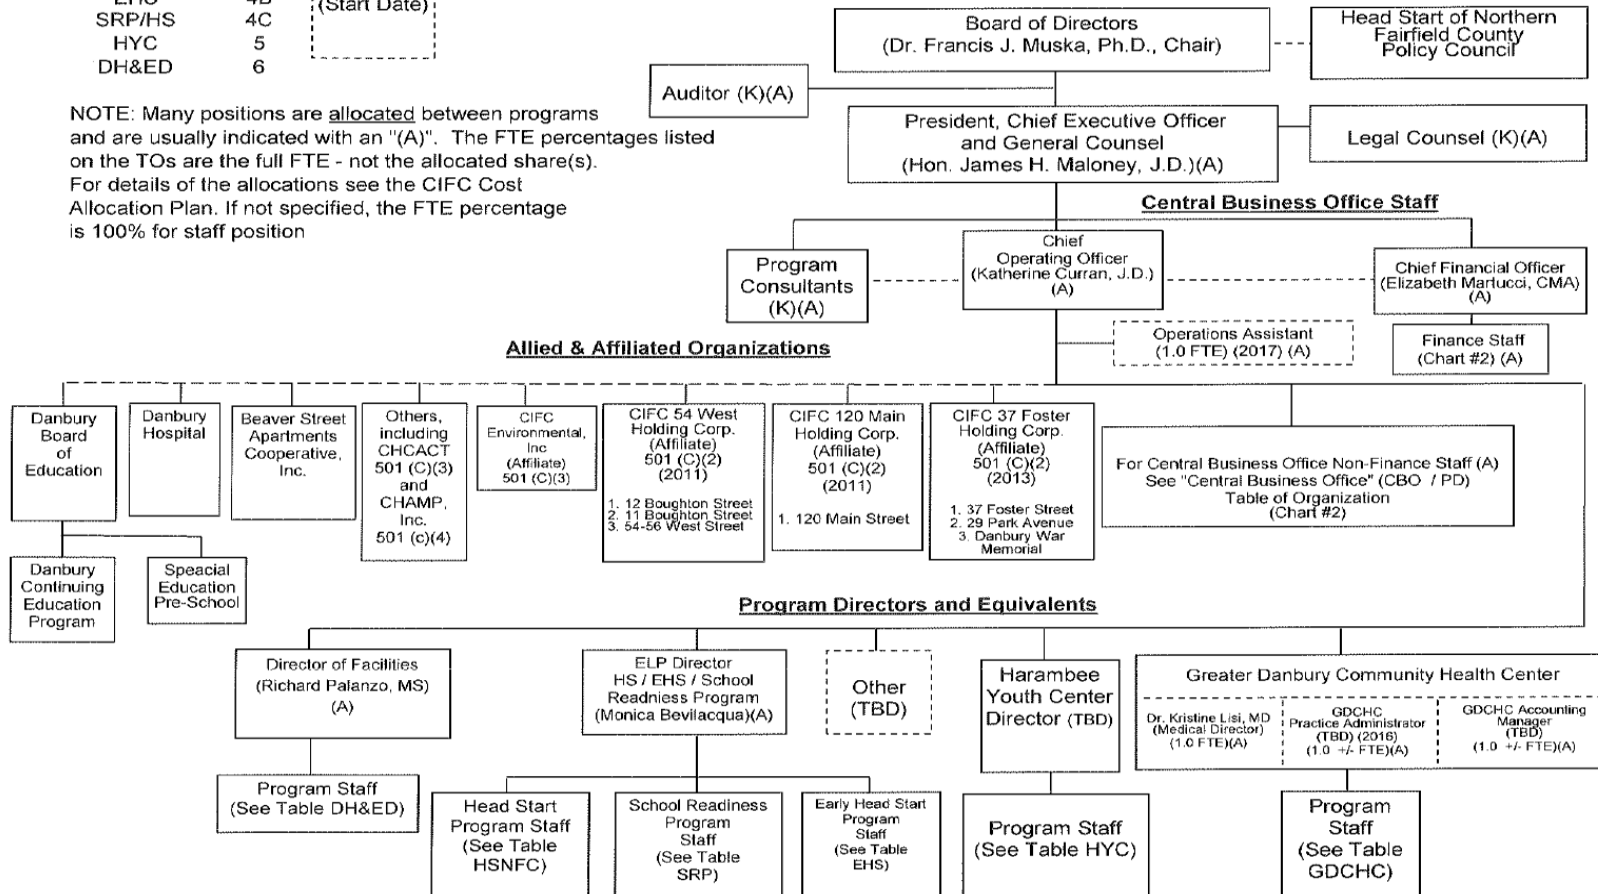 EHS 4B
SRP/HS 4C
HYC 5
DH&ED 6
(Start Date)
NOTE: Many positions are allocated between programs
and are usually indicated with an "(A)". The FTE percentages listed
on the TOs are the full FTE - not the allocated share(s).
For details of the allocations see the CIFC Cost
Allocation Plan. If not specified, the FTE percentage
is 100% for staff position
Board of Directors
(Dr. Francis J. Muska, Ph.D., Chair)
Head Start of Northern
Fairfield County
Policy Council
Auditor (K)(A)
President, Chief Executive Officer
and General Counsel
(Hon. James H. Maloney, J.D.)(A)
Legal Counsel (K)(A)
Central Business Office Staff
Program
Consultants
(K)(A)
Chief
Operating Officer
(Katherine Curran, J.D.)
(A)
Chief Financial Officer
(Elizabeth Martucci, CMA)
(A)
Operations Assistant
(1.0 FTE) (2017) (A)
Finance Staff
(Chart #2) (A)
Allied & Affiliated Organizations
Danbury
Board
of
Education
Danbury
Hospital
Beaver Street
Apartments
Cooperative,
Inc.
Others,
including
CHCACT
501 (C)(3)
and
CHAMP,
Inc.
501 (c)(4)
CIFC
Environmental,
Inc
(Affiliate)
501 (C)(3)
CIFC 54 West
Holding Corp.
(Affiliate)
501 (C)(2)
(2011)
1. 12 Boughton Street
2. 11 Boughton Street
3. 54-56 West Street
CIFC 120 Main
Holding Corp.
(Affiliate)
501 (C)(2)
(2011)
1. 120 Main Street
CIFC 37 Foster
Holding Corp.
(Affiliate)
501 (C)(2)
(2013)
1. 37 Foster Street
2. 29 Park Avenue
3. Danbury War
Memorial
For Central Business Office Non-Finance Staff (A)
See "Central Business Office" (CBO / PD)
Table of Organization
(Chart #2)
Danbury
Continuing
Education
Program
Speacial
Education
Pre-School
Program Directors and Equivalents
Director of Facilities
(Richard Palanzo, MS)
(A)
ELP Director
HS / EHS / School
Readniess Program
(Monica Bevilacqua)(A)
Other
(TBD)
Harambee
Youth Center
Director (TBD)
Greater Danbury Community Health Center
Dr. Kristine Lisi, MD
(Medical Director)
(1.0 FTE)(A)
GDCHC
Practice Administrator
(TBD) (2016)
(1.0 +/- FTE)(A)
GDCHC Accounting
Manager
(TBD)
(1.0 +/- FTE)(A)
Program Staff
(See Table DH&ED)
Head Start
Program Staff
(See Table
HSNFC)
School Readiness
Program
Staff
(See Table
SRP)
Early Head Start
Program
Staff
(See Table
EHS)
Program Staff
(See Table HYC)
Program
Staff
(See Table
GDCHC)